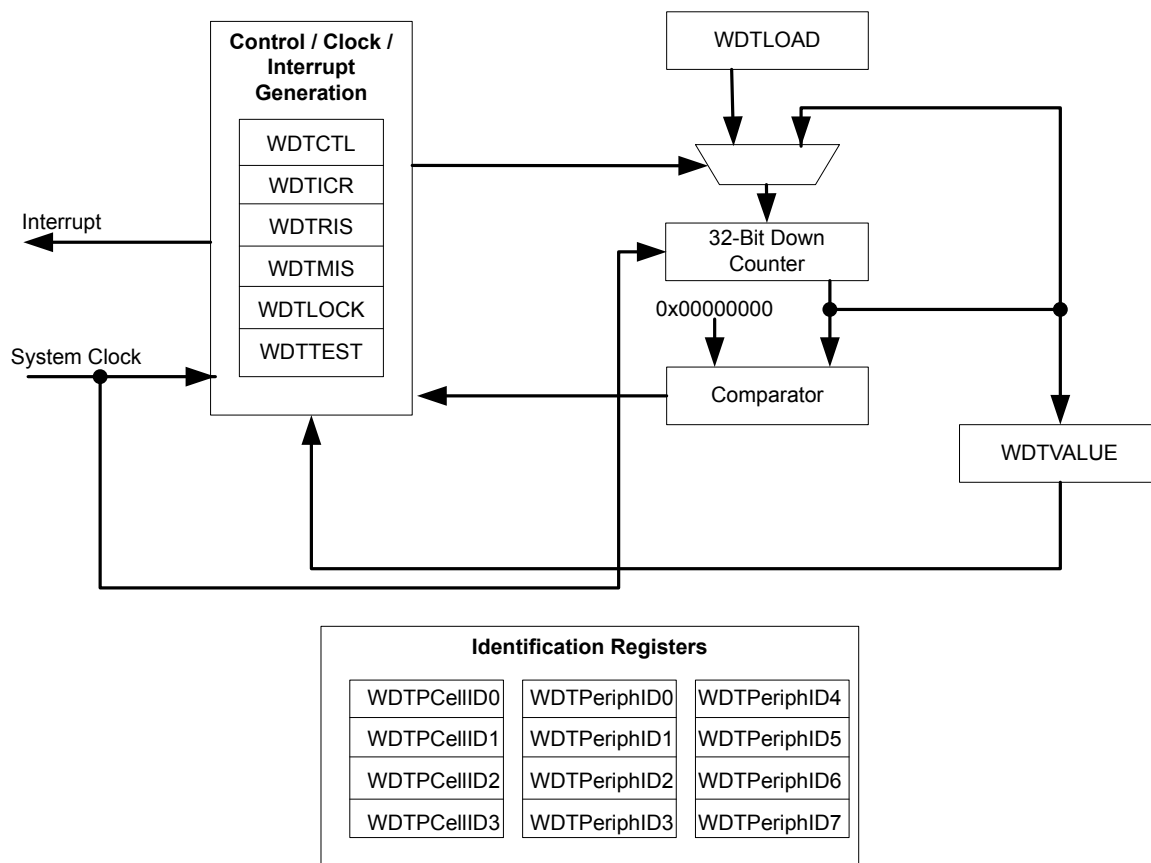 Control / Clock /
Interrupt
Generation
WDTCTL
WDTICR
WDTRIS
WDTMIS
WDTLOCK
WDTTEST
Interrupt
System Clock
WDTLOAD
32-Bit Down
Counter
0x00000000
Comparator
WDTVALUE
Identification Registers
WDTPCellID0
WDTPeriphID0
WDTPeriphID4
WDTPCellID1
WDTPeriphID1
WDTPeriphID5
WDTPCellID2
WDTPeriphID2
WDTPeriphID6
WDTPCellID3
WDTPeriphID3
WDTPeriphID7